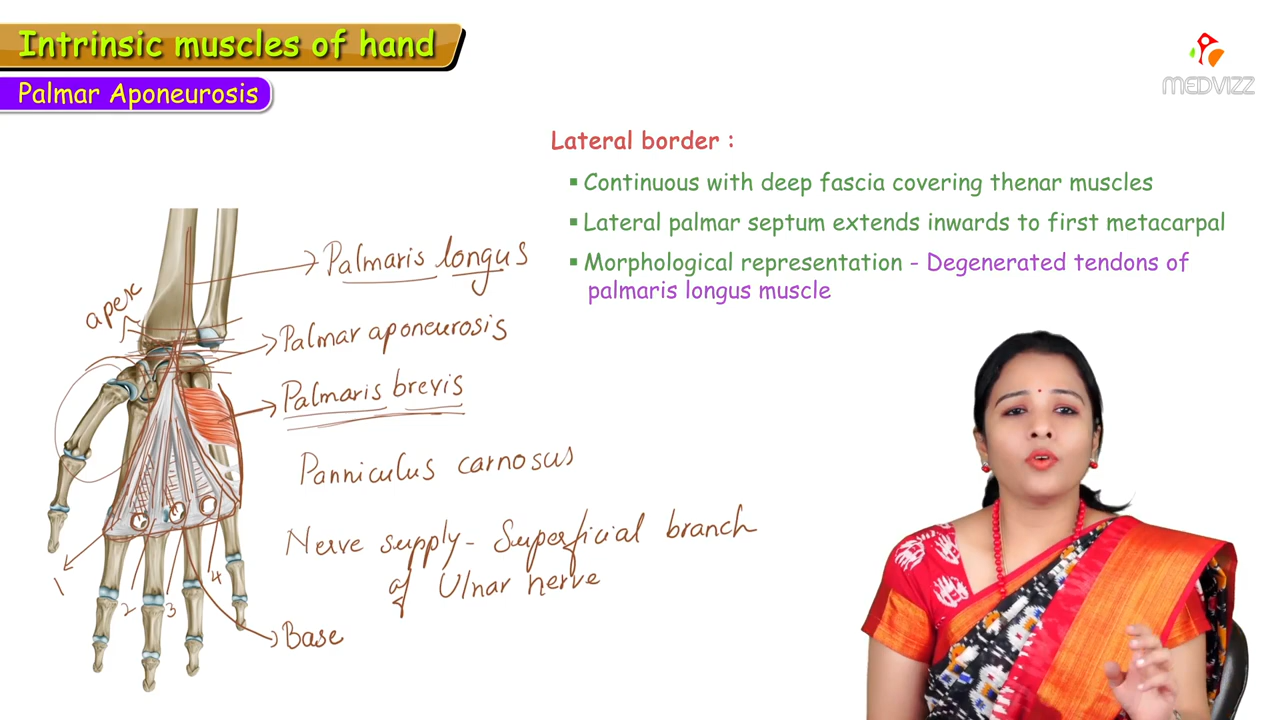 Intrinsic muscles of hand
Palmar Aponeurosis
MEDVIZZ
Lateral border :
▪ Continuous with deep fascia covering thenar muscles
▪ Lateral palmar septum extends inwards to first metacarpal
▪ Morphological representation - Degenerated tendons of
palmaris longus muscle
Palmaris longus
apex
Palmar aponeurosis
Palmaris brevis
Panniculus carnosus
Nerve supply - Superficial branch
of Ulnar nerve
1
2
3
4
Base